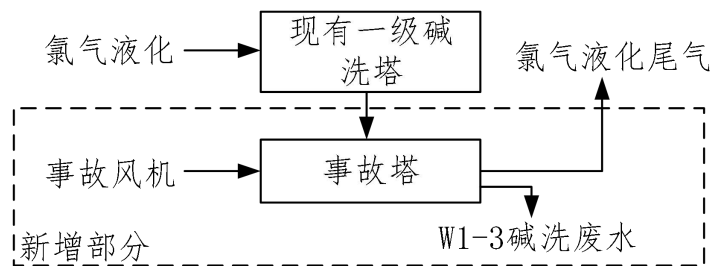 氯气液化
现有一级碱
洗塔
氯气液化尾气
事故风机
事故塔
W1-3碱洗废水
新增部分